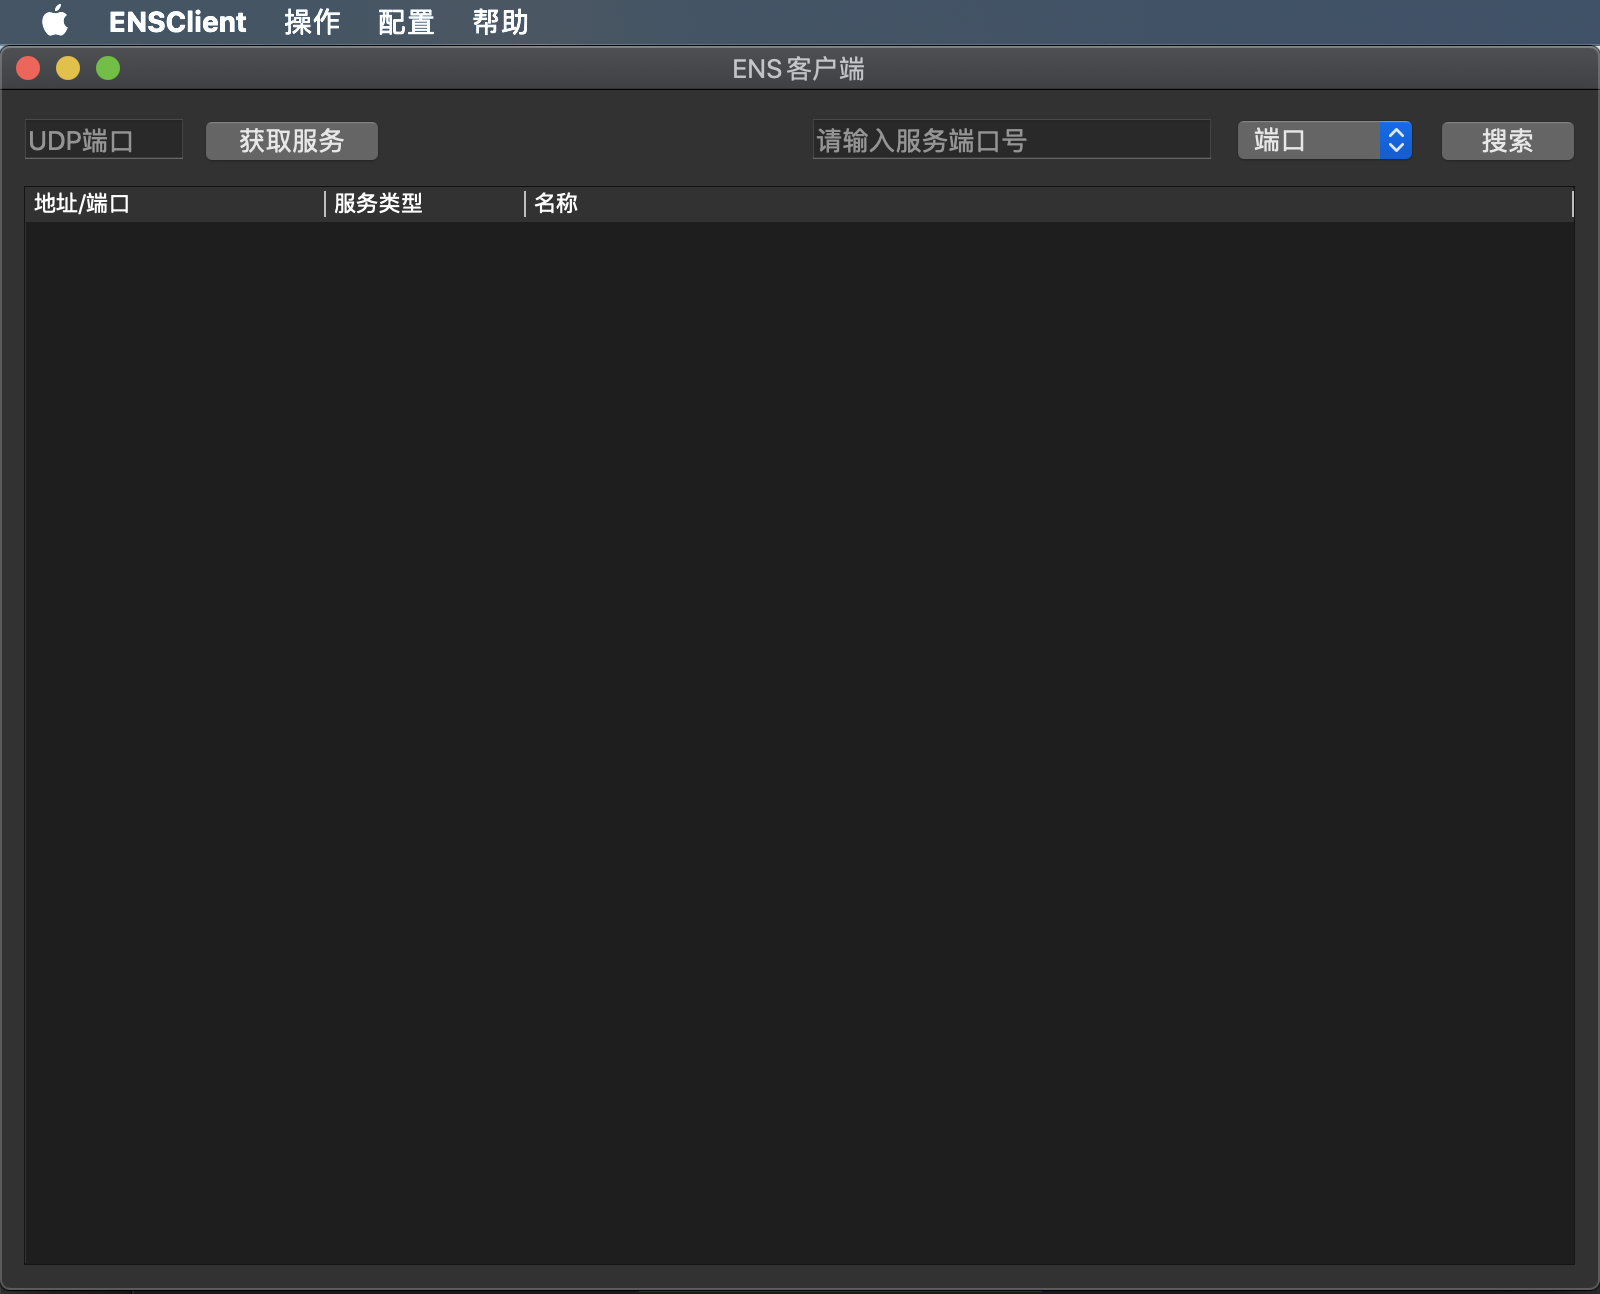 ENSClient 操作 配置 帮助
ENS客户端
UDP端口 获取服务 请输入服务端口号 端口 搜索
地址/端口 服务类型 名称